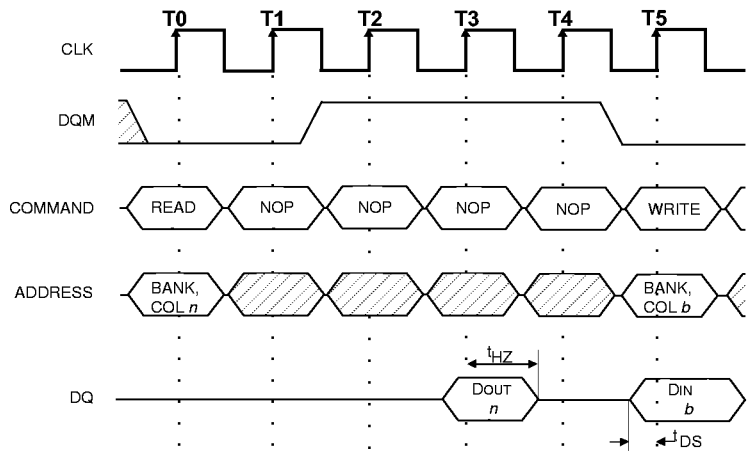 T0 T1 T2 T3 T4 T5
CLK
DQM
COMMAND READ NOP NOP NOP NOP WRITE
ADDRESS BANK, COL n BANK, COL b
tHZ
DQ DOUT n DIN b
tDS